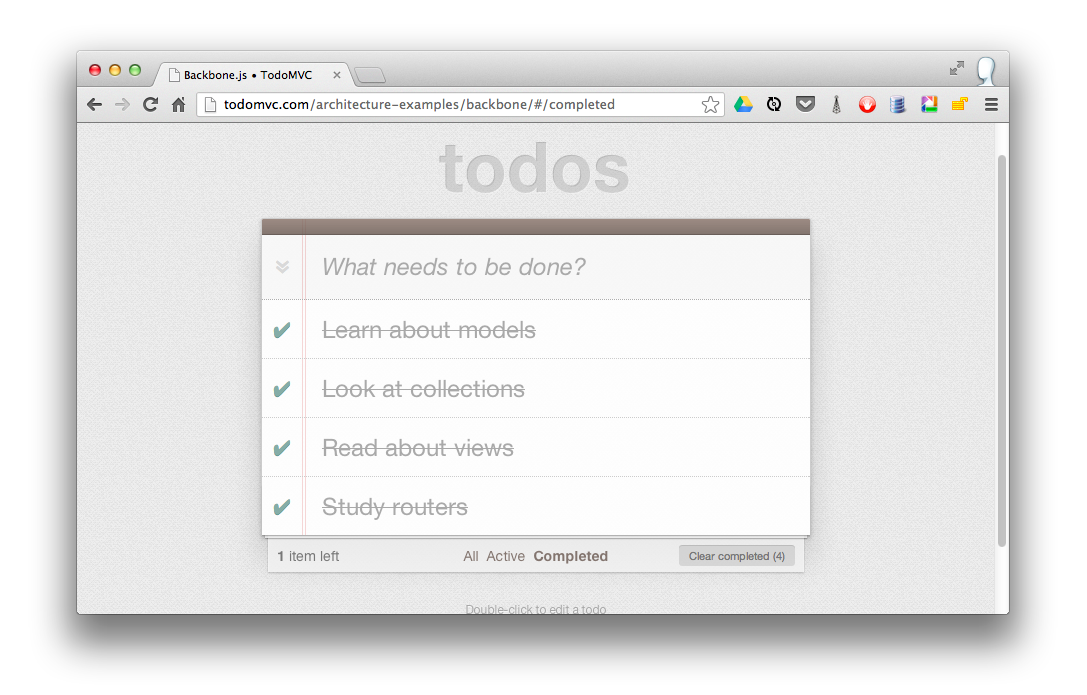 Backbone.js • TodoMVC
todomvc.com/architecture-examples/backbone/#/completed
todos
What needs to be done?
Learn about models
Look at collections
Read about views
Study routers
1 item left All Active Completed Clear completed (4)
Double-click to edit a todo